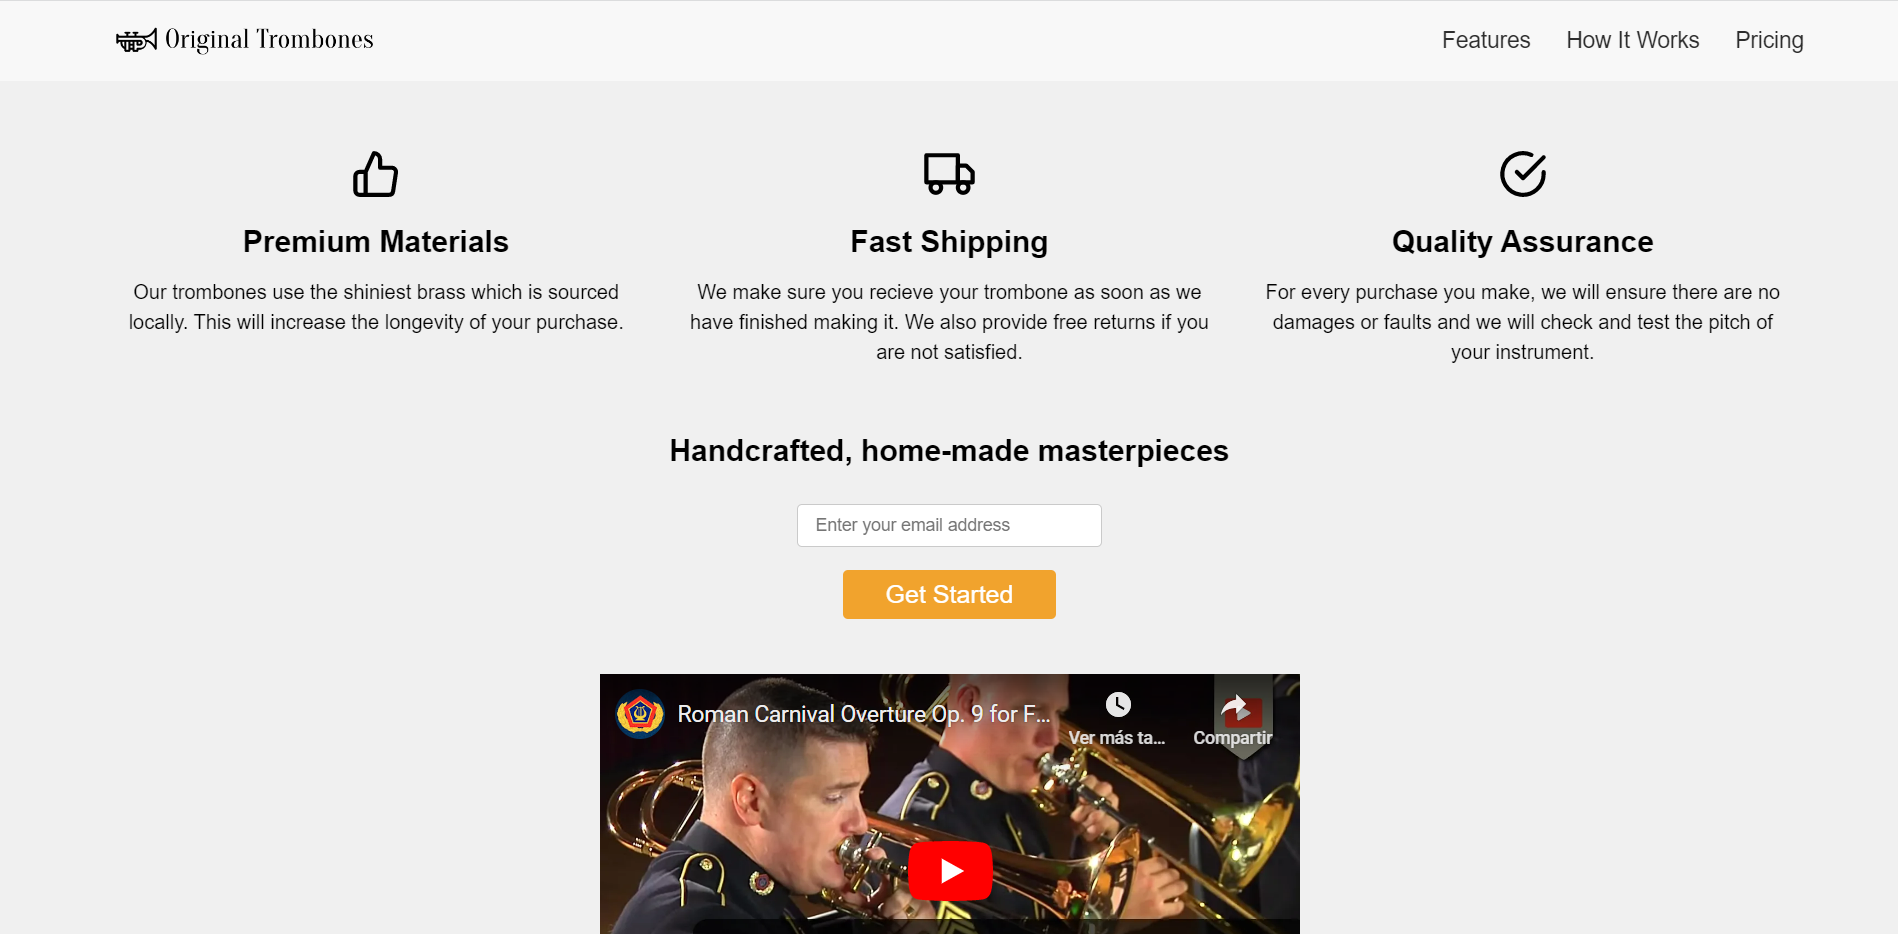 Original Trombones
Features How It Works Pricing
Premium Materials
Our trombones use the shiniest brass which is sourced
locally. This will increase the longevity of your purchase.
Fast Shipping
We make sure you recieve your trombone as soon as we
have finished making it. We also provide free returns if you
are not satisfied.
Quality Assurance
For every purchase you make, we will ensure there are no
damages or faults and we will check and test the pitch of
your instrument.
Handcrafted, home-made masterpieces
Enter your email address
Get Started
Roman Carnival Overture Op. 9 for F...
Ver más ta...
Compartir